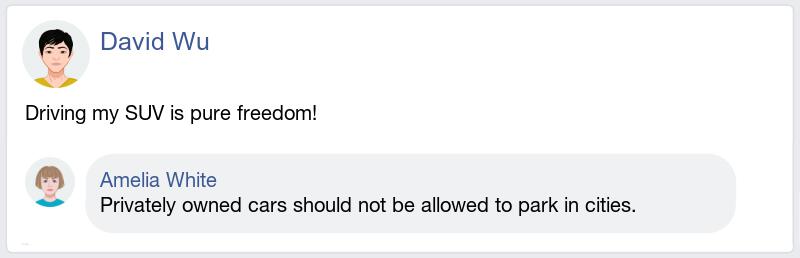 David Wu
Driving my SUV is pure freedom!
Amelia White
Privately owned cars should not be allowed to park in cities.